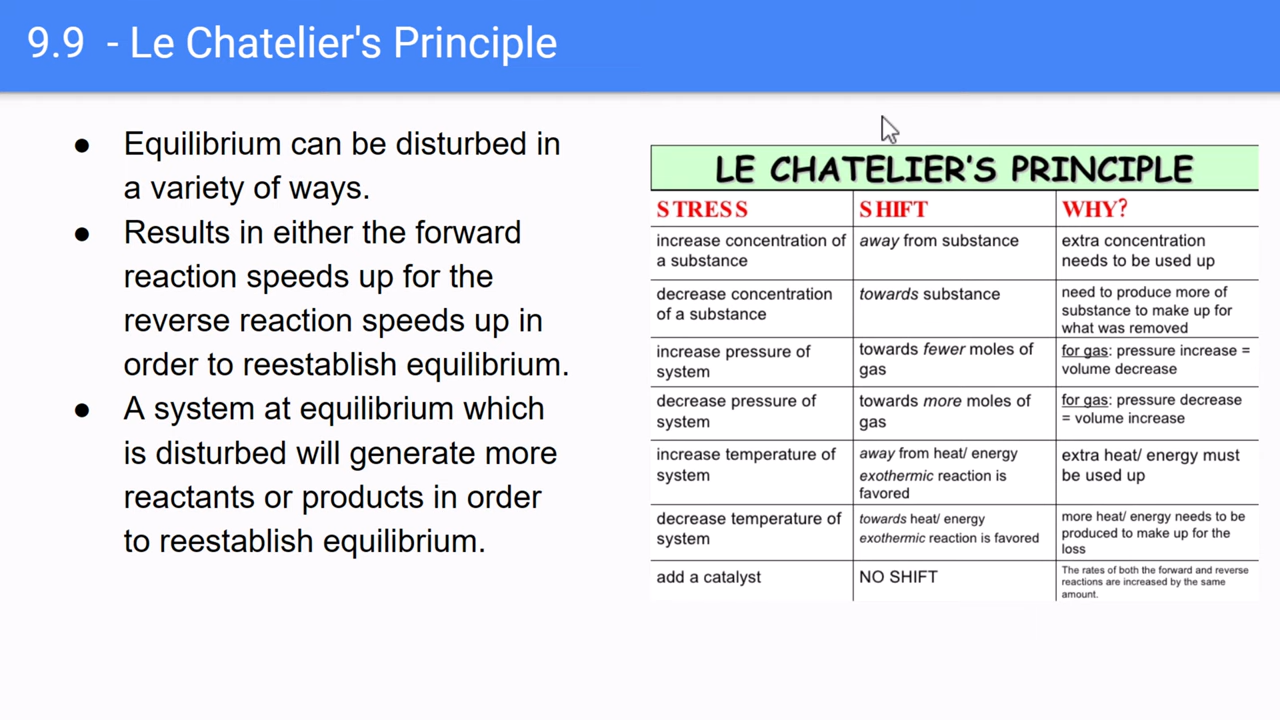 9.9 - Le Chatelier's Principle
● Equilibrium can be disturbed in
a variety of ways.
● Results in either the forward
reaction speeds up for the
reverse reaction speeds up in
order to reestablish equilibrium.
● A system at equilibrium which
is disturbed will generate more
reactants or products in order
to reestablish equilibrium.
LE CHATELIER'S PRINCIPLE
STRESS
SHIFT
WHY?
increase concentration of
a substance
away from substance
extra concentration
needs to be used up
decrease concentration
of a substance
towards substance
need to produce more of
substance to make up for
what was removed
increase pressure of
system
towards fewer moles of
gas
for gas: pressure increase =
volume decrease
decrease pressure of
system
towards more moles of
gas
for gas: pressure decrease
= volume increase
increase temperature of
system
away from heat/ energy
exothermic reaction is
favored
extra heat/ energy must
be used up
decrease temperature of
system
towards heat/ energy
exothermic reaction is favored
more heat/ energy needs to be
produced to make up for the
loss
add a catalyst
NO SHIFT
The rates of both the forward and reverse
reactions are increased by the same
amount.